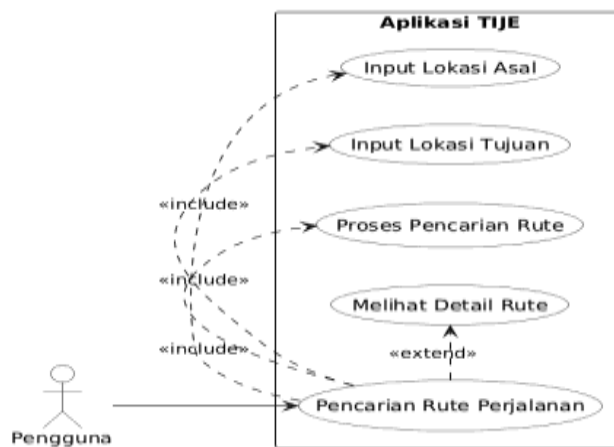 Aplikasi TIJE
Input Lokasi Asal
Input Lokasi Tujuan
«include»
Proses Pencarian Rute
«include»
Melihat Detail Rute
«include»
«extend»
Pencarian Rute Perjalanan
Pengguna